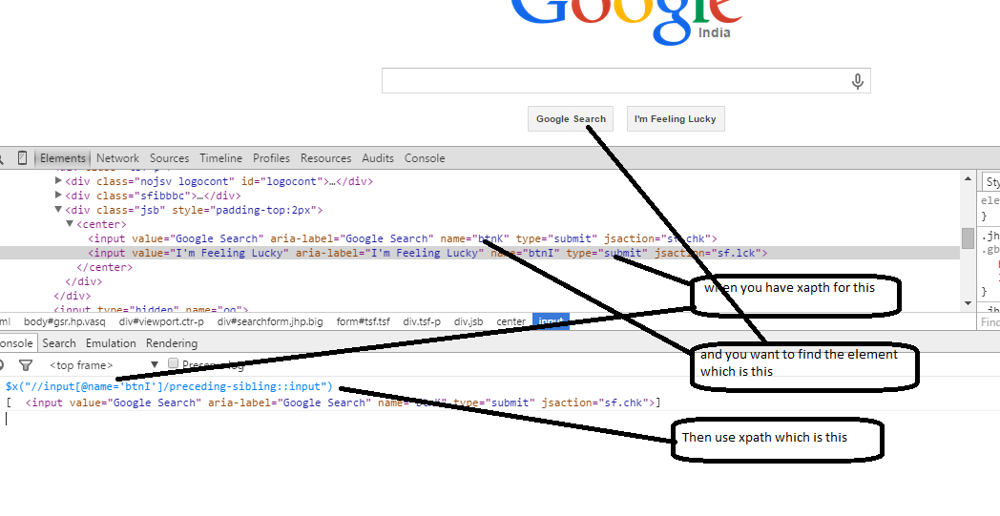 Google
India
Google Search
I'm Feeling Lucky
Elements Network Sources Timeline Profiles Resources Audits Console
▶<div class="nojsv logocont" id="logocont">…</div>
▶<div class="sfibbbc">…</div>
▼<div class="jsb" style="padding-top:2px">
▼<center>
<input value="Google Search" aria-label="Google Search" name="btnK" type="submit" jsaction="sf.chk">
<input value="I'm Feeling Lucky" aria-label="I'm Feeling Lucky" name="btnI" type="submit" jsaction="sf.lck">
</center>
</div>
</div>
<input type="hidden" name="oq">
Sty
ele
}
.jh
.gb
}
.jh
when you have xapth for this
body#gsr.hp.vasq div#viewport.ctr-p div#searchform.jhp.big form#tsf.tsf div.tsf-p div.jsb center input
Find
Search Emulation Rendering
and you want to find the element
which is this
<top frame> ▼
$x("//input[@name='btnI']/preceding-sibling::input")
[ <input value="Google Search" aria-label="Google Search" name="btnK" type="submit" jsaction="sf.chk">]
Then use xpath which is this